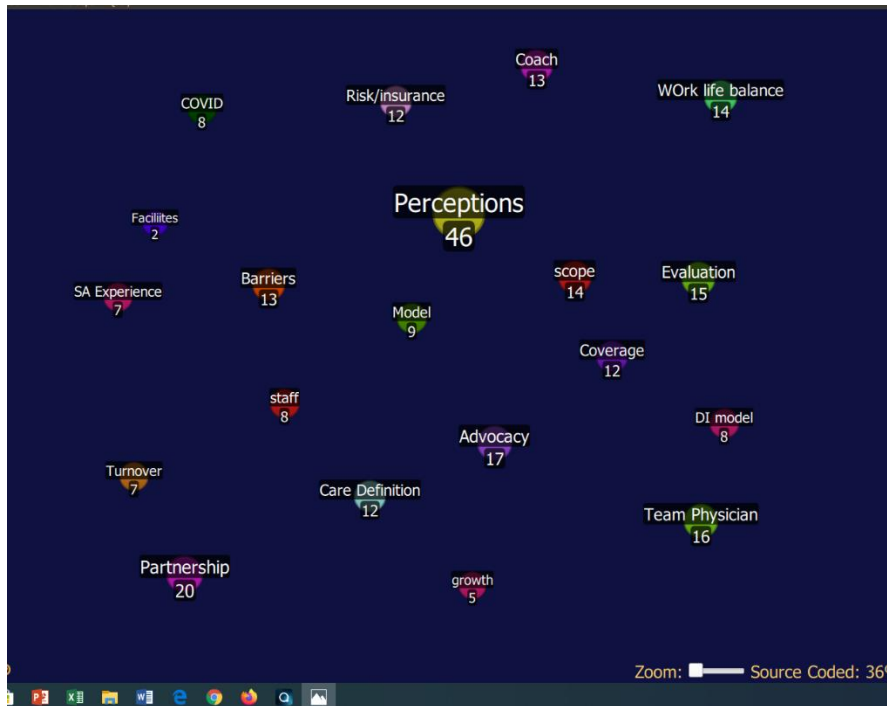 Coach
13
Risk/insurance
12
WOrk life balance
14
COVID
8
Perceptions
46
Faciliites
2
scope
14
Evaluation
15
Barriers
13
SA Experience
7
Model
9
Coverage
12
staff
8
DI model
8
Advocacy
17
Turnover
7
Care Definition
12
Team Physician
16
Partnership
20
growth
5
Zoom: Source Coded: 36